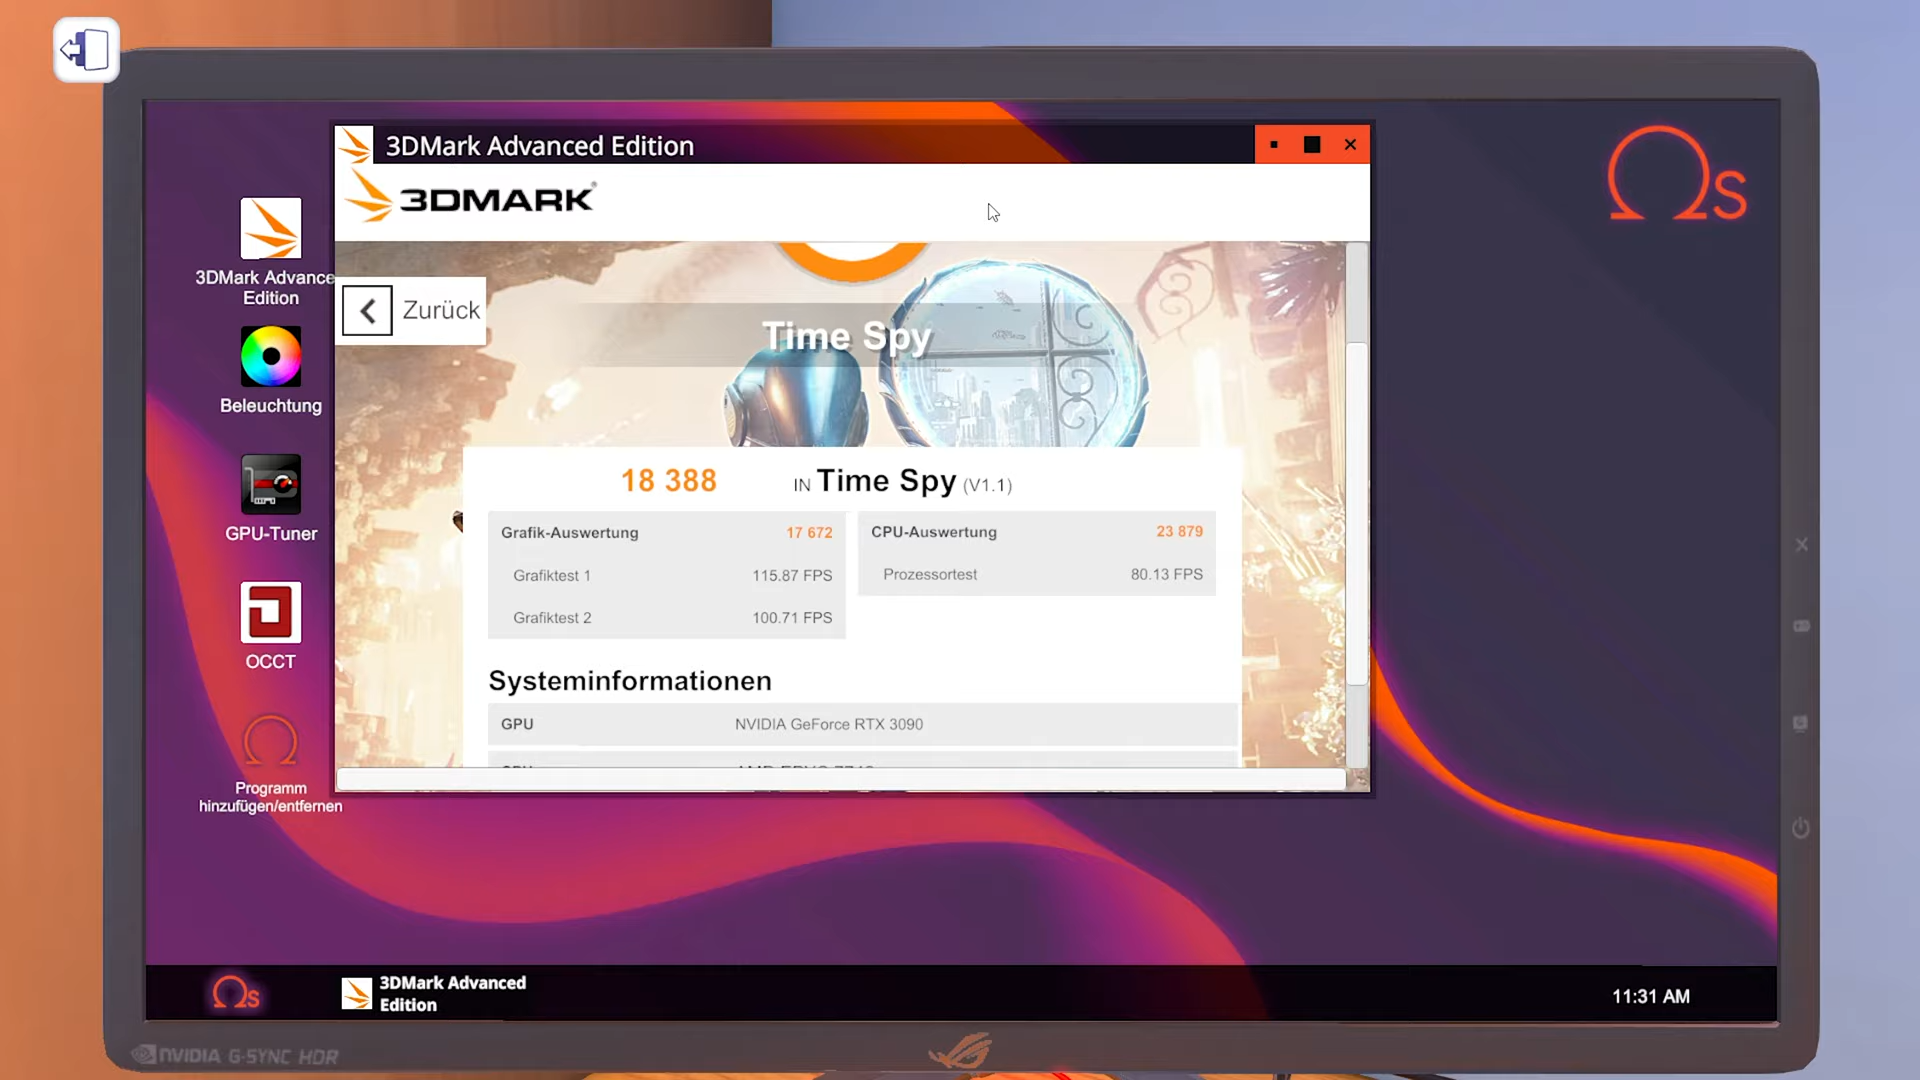 3DMark Advanced Edition
3DMARK
3DMark Advance
Edition
Beleuchtung
GPU-Tuner
OCCT
Programm
hinzufügen/entfernen
Zurück
Time Spy
18 388 IN Time Spy (V1.1)
Grafik-Auswertung 17 672
Grafiktest 1 115.87 FPS
Grafiktest 2 100.71 FPS
CPU-Auswertung 23 879
Prozessortest 80.13 FPS
Systeminformationen
GPU NVIDIA GeForce RTX 3090
Ωs
Ωs
3DMark Advanced
Edition
11:31 AM
NVIDIA G-SYNC HDR